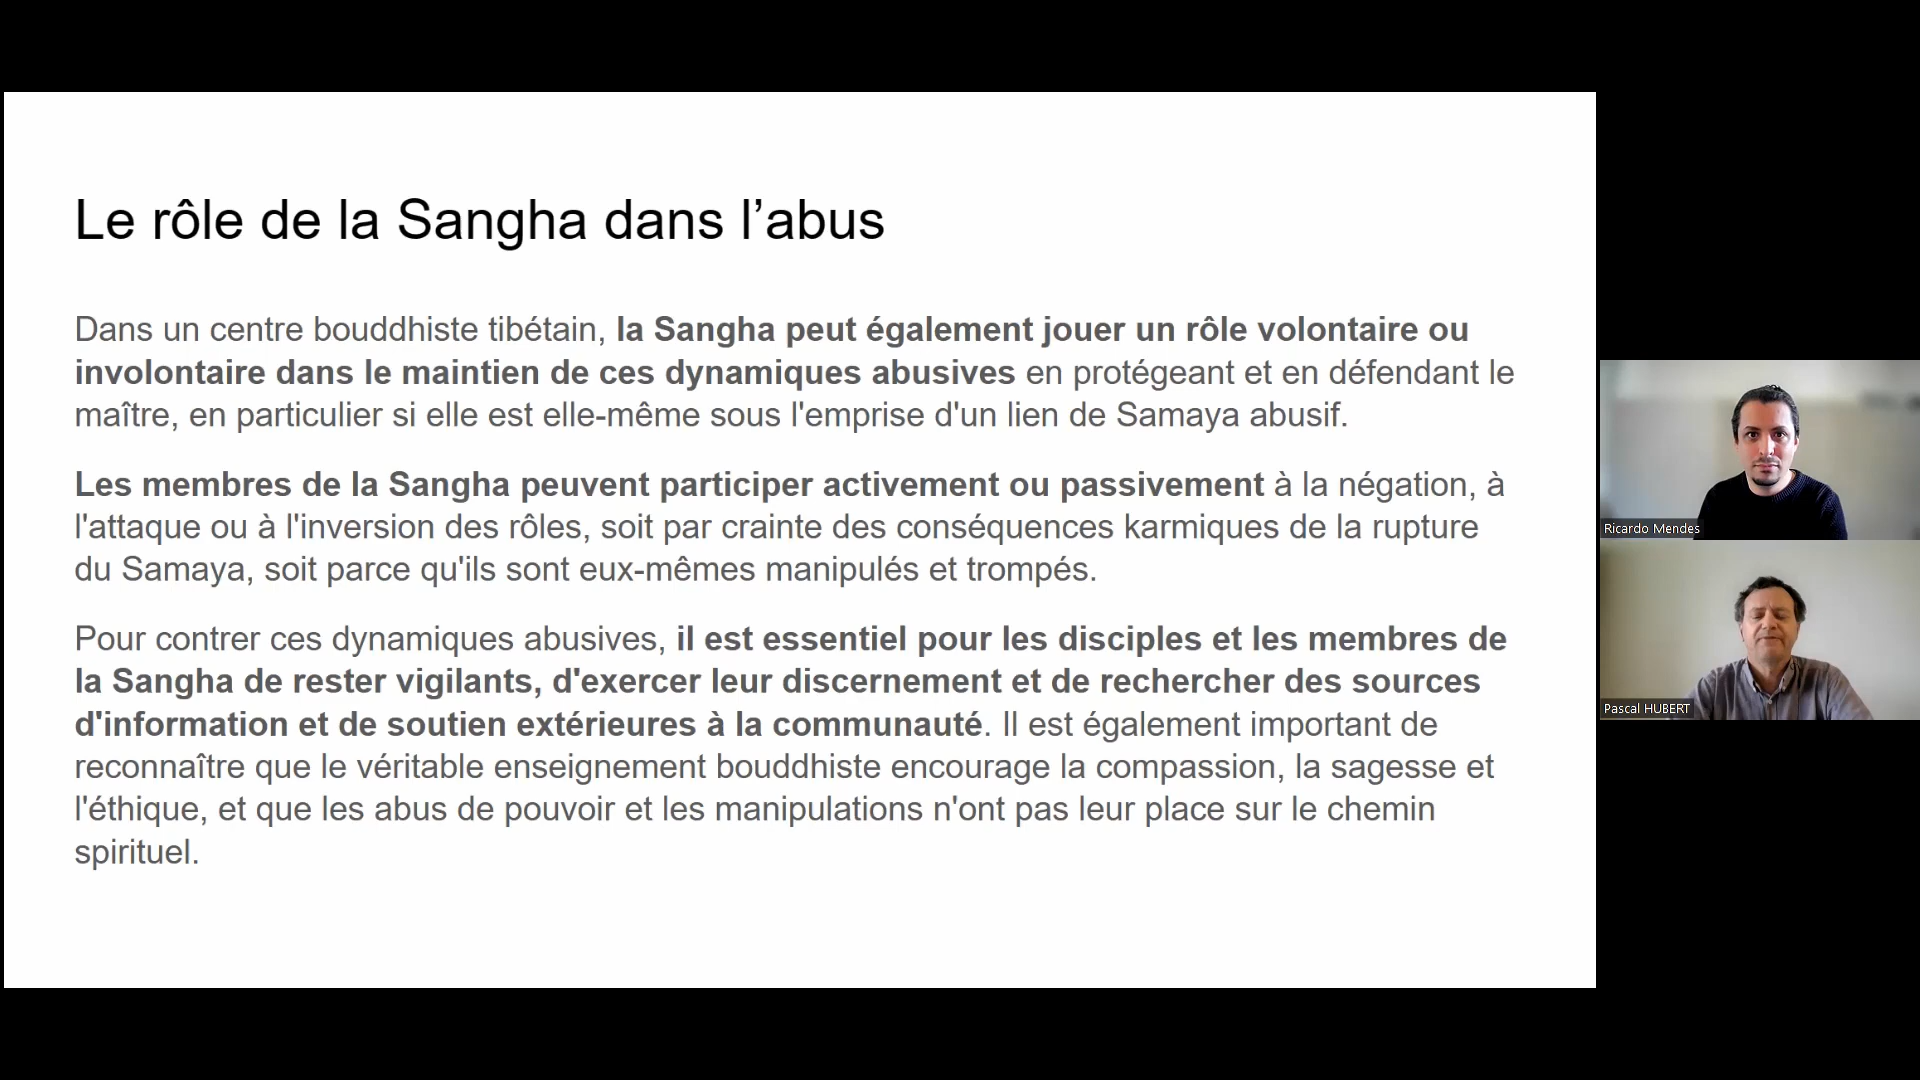 Le rôle de la Sangha dans l’abus
Dans un centre bouddhiste tibétain, la Sangha peut également jouer un rôle volontaire ou
involontaire dans le maintien de ces dynamiques abusives en protégeant et en défendant le
maître, en particulier si elle est elle-même sous l'emprise d'un lien de Samaya abusif.
Les membres de la Sangha peuvent participer activement ou passivement à la négation, à
l'attaque ou à l'inversion des rôles, soit par crainte des conséquences karmiques de la rupture
du Samaya, soit parce qu'ils sont eux-mêmes manipulés et trompés.
Pour contrer ces dynamiques abusives, il est essentiel pour les disciples et les membres de
la Sangha de rester vigilants, d'exercer leur discernement et de rechercher des sources
d'information et de soutien extérieures à la communauté. Il est également important de
reconnaître que le véritable enseignement bouddhiste encourage la compassion, la sagesse et
l'éthique, et que les abus de pouvoir et les manipulations n'ont pas leur place sur le chemin
spirituel.
Ricardo Mendes
Pascal HUBERT